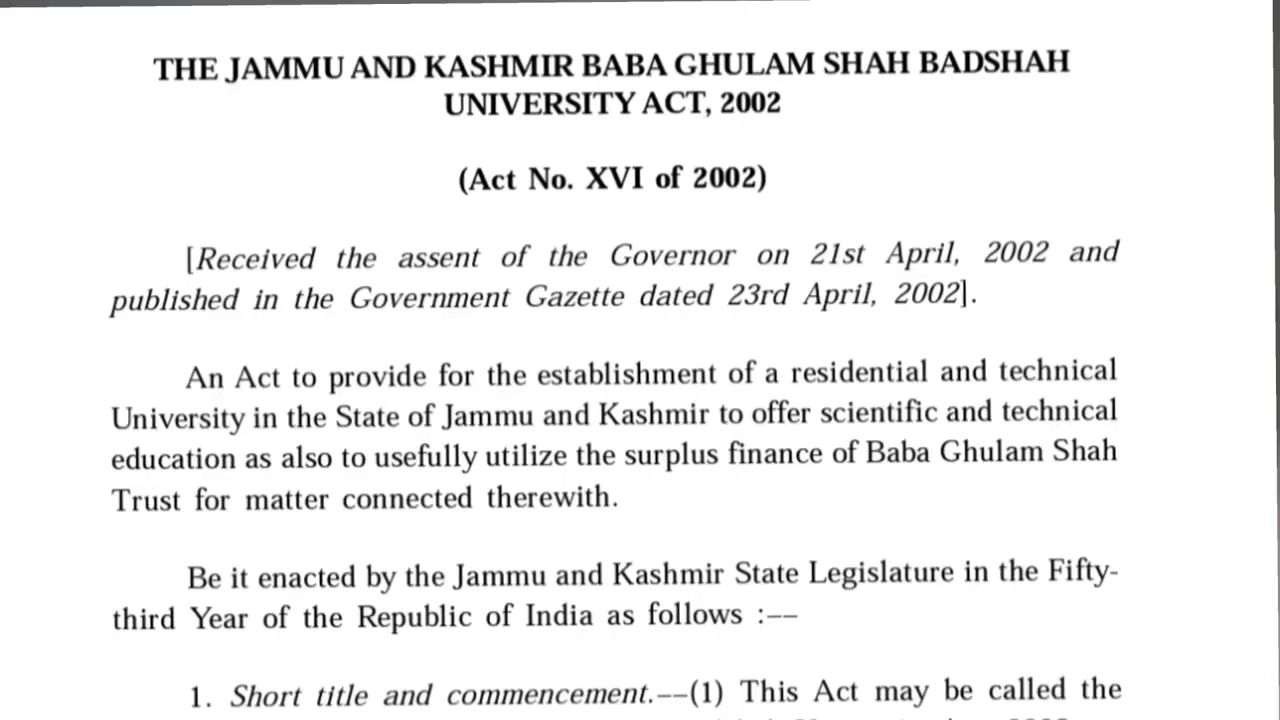 THE JAMMU AND KASHMIR BABA GHULAM SHAH BADSHAH
UNIVERSITY ACT, 2002
(Act No. XVI of 2002)
[Received the assent of the Governor on 21st April, 2002 and
published in the Government Gazette dated 23rd April, 2002].
An Act to provide for the establishment of a residential and technical
University in the State of Jammu and Kashmir to offer scientific and technical
education as also to usefully utilize the surplus finance of Baba Ghulam Shah
Trust for matter connected therewith.
Be it enacted by the Jammu and Kashmir State Legislature in the Fifty-
third Year of the Republic of India as follows :––
1. Short title and commencement.––(1) This Act may be called the